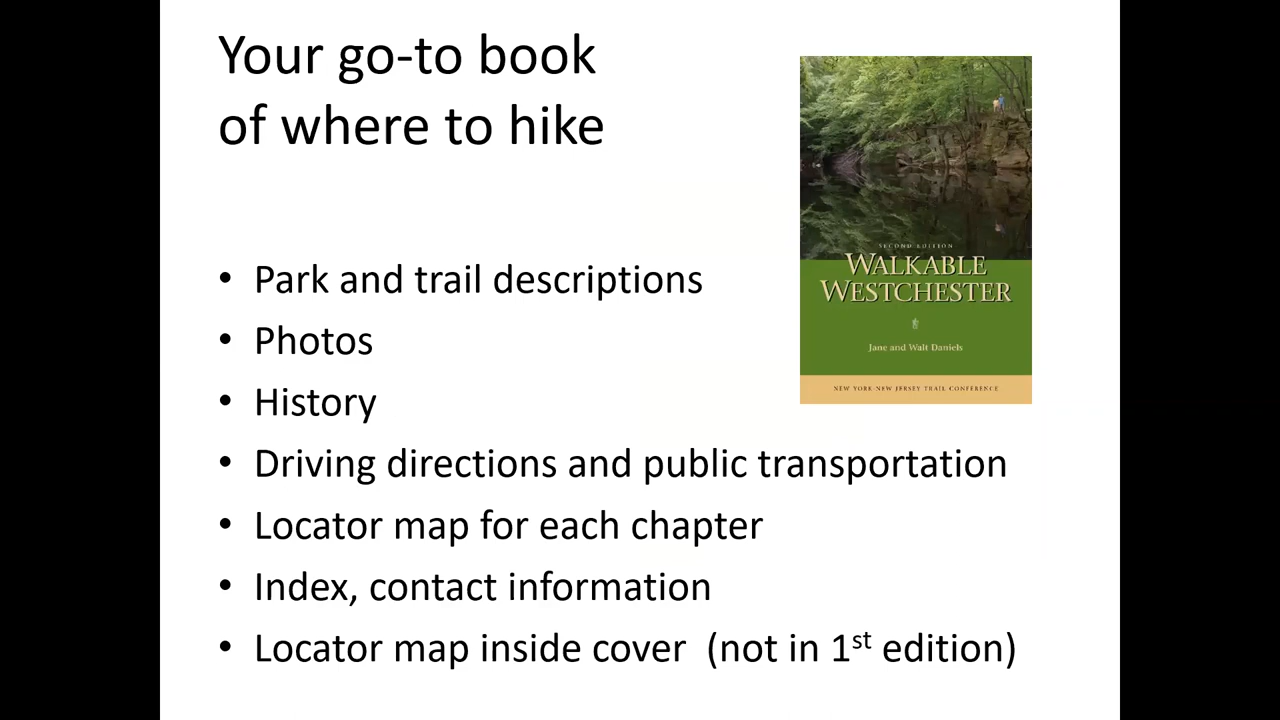 Your go-to book
of where to hike
SECOND EDITION
WALKABLE
WESTCHESTER
Jane and Walt Daniels
NEW YORK-NEW JERSEY TRAIL CONFERENCE
• Park and trail descriptions
• Photos
• History
• Driving directions and public transportation
• Locator map for each chapter
• Index, contact information
• Locator map inside cover (not in 1st edition)